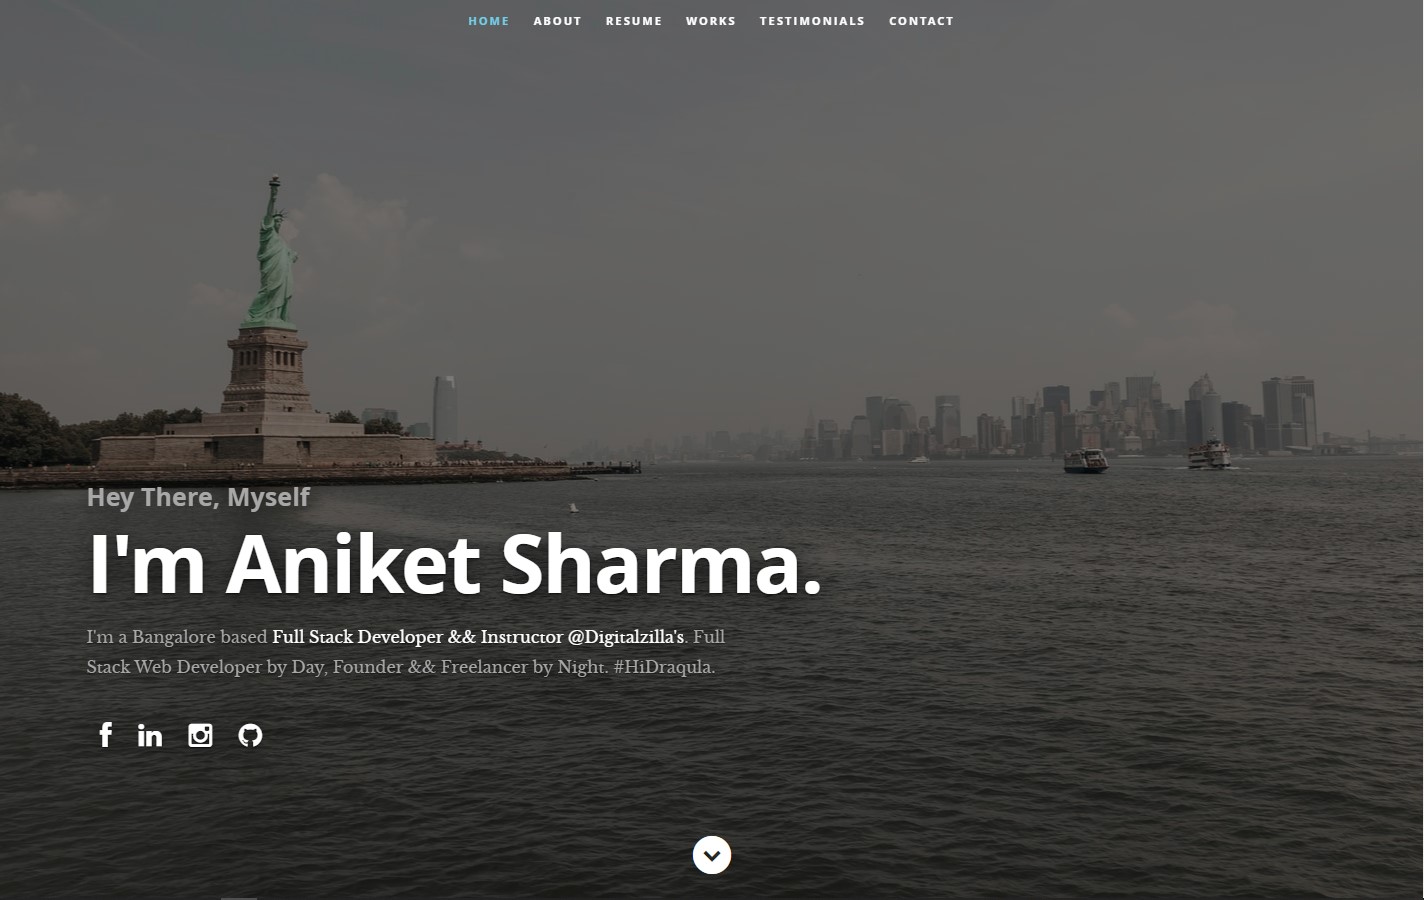 HOME ABOUT RESUME WORKS TESTIMONIALS CONTACT
Hey There, Myself
I'm Aniket Sharma.
I'm a Bangalore based Full Stack Developer && Instructor @Digitalzilla's. Full
Stack Web Developer by Day, Founder && Freelancer by Night. #HiDraqula.